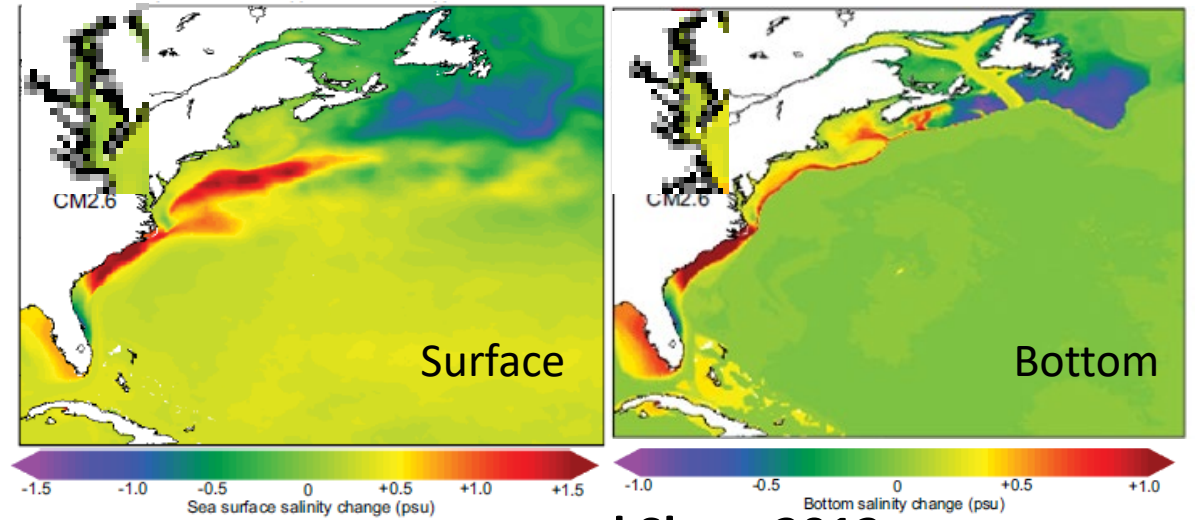 CM2.6
CM2.6
Surface
Bottom
-1.5 -1.0 -0.5 0 +0.5 +1.0 +1.5
Sea surface salinity change (psu)
-1.0 -0.5 0 +0.5 +1.0
Bottom salinity change (psu)